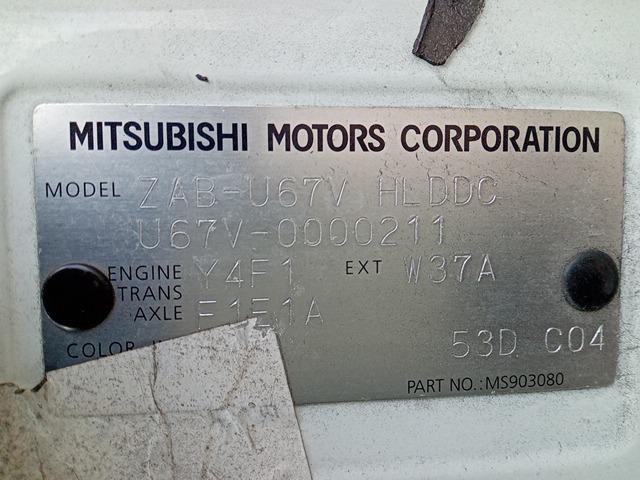 MITSUBISHI MOTORS CORPORATION
MODEL ZAB-U67V HLDDC
U67V-0000211
ENGINE Y4F1 EXT W37A
TRANS
AXLE F1E1A
COLOR
53D C04
PART NO.:MS903080